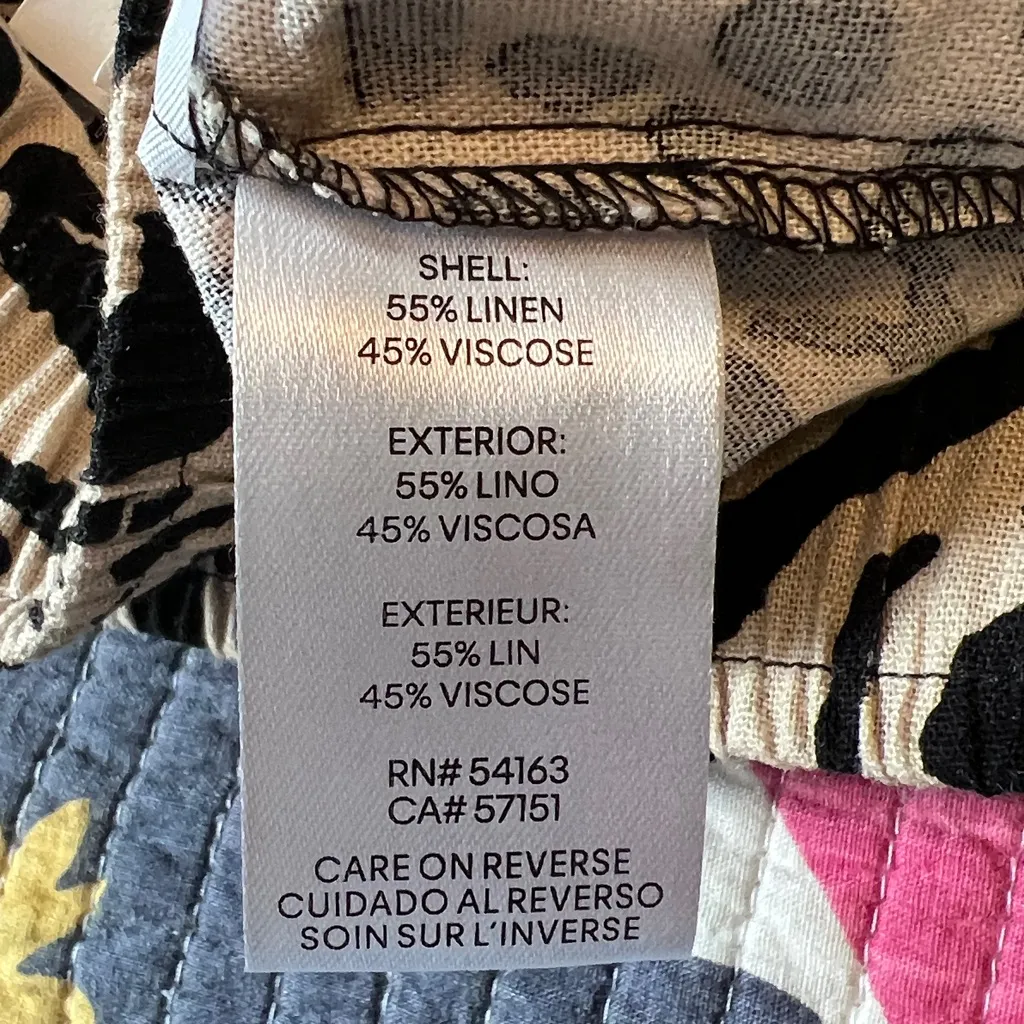 SHELL:
55% LINEN
45% VISCOSE
EXTERIOR:
55% LINO
45% VISCOSA
EXTERIEUR:
55% LIN
45% VISCOSE
RN# 54163
CA# 57151
CARE ON REVERSE
CUIDADO AL REVERSO
SOIN SUR L'INVERSE